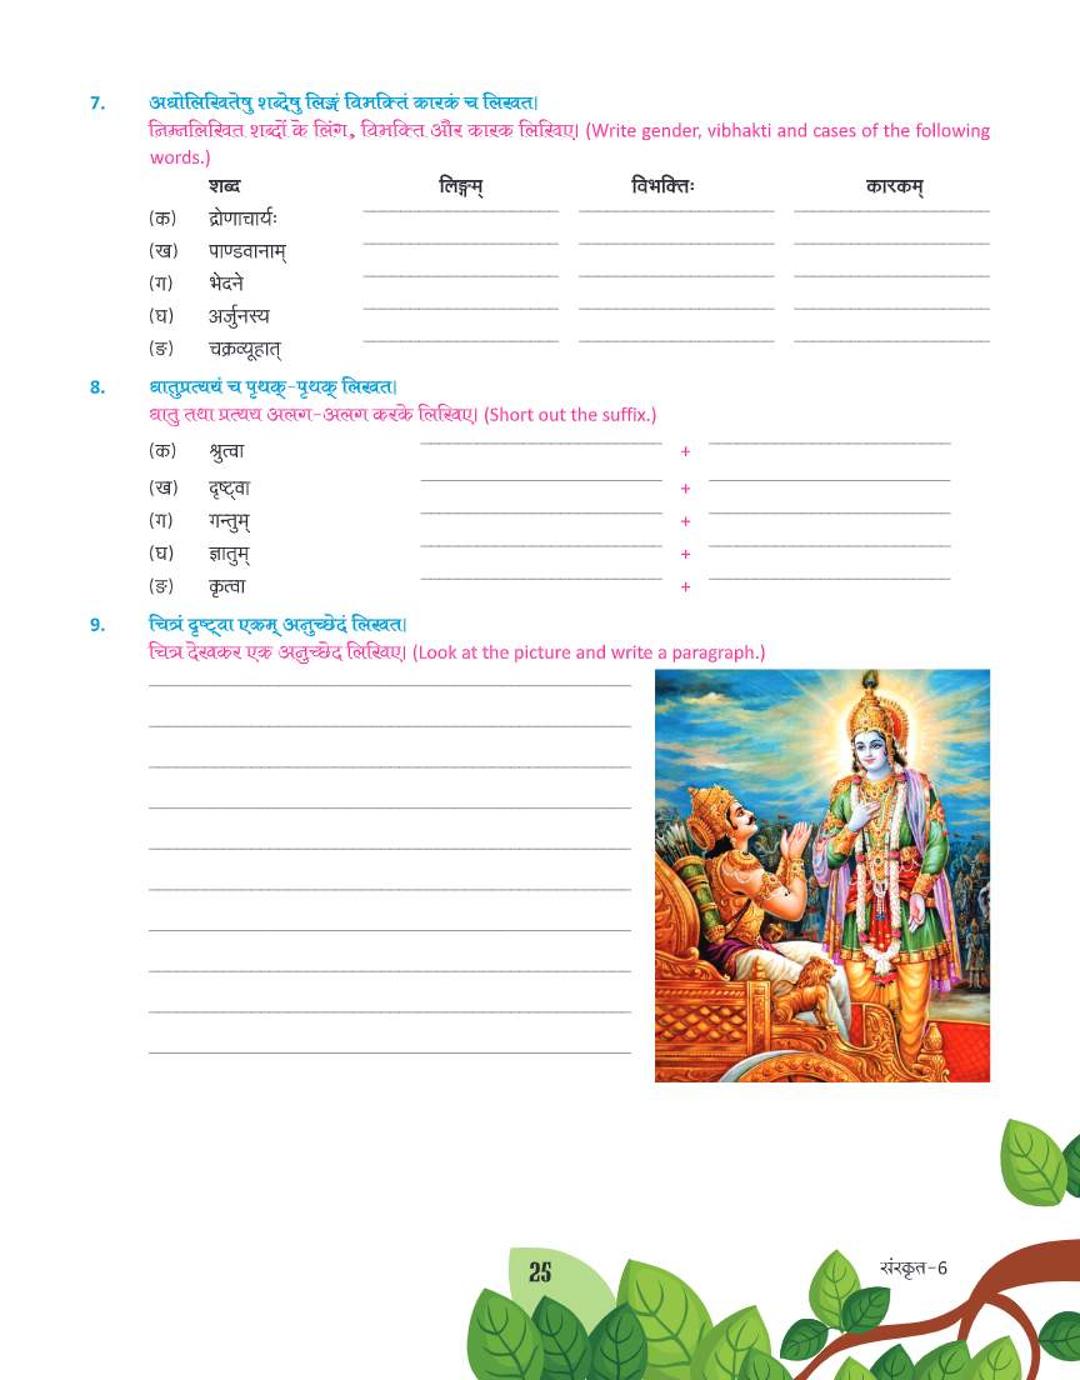 7. अधोलिखितेषु शब्देषु लिङ्गं विभक्तिं कारकं च लिखत।
निम्नलिखित शब्दों के लिंग, विभक्ति और कारक लिखिए। (Write gender, vibhakti and cases of the following
words.)
शब्द लिङ्गम् विभक्तिः कारकम्
(क) द्रोणाचार्यः
(ख) पाण्डवानाम्
(ग) भेदने
(घ) अर्जुनस्य
(ङ) चक्रव्यूहात्
8. धातुप्रत्ययं च पृथक्-पृथक् लिखत।
धातु तथा प्रत्यय अलग-अलग करके लिखिए। (Short out the suffix.)
(क) श्रुत्वा +
(ख) दृष्ट्वा +
(ग) गन्तुम् +
(घ) ज्ञातुम् +
(ङ) कृत्वा +
9. चित्रं दृष्ट्वा एकम् अनुच्छेदं लिखत।
चित्र देखकर एक अनुच्छेद लिखिए। (Look at the picture and write a paragraph.)
25
संस्कृत-6